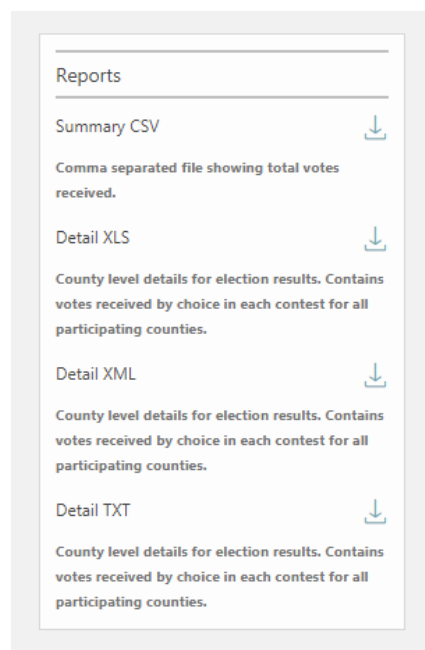 Reports
Summary CSV
Comma separated file showing total votes
received.
Detail XLS
County level details for election results. Contains
votes received by choice in each contest for all
participating counties.
Detail XML
County level details for election results. Contains
votes received by choice in each contest for all
participating counties.
Detail TXT
County level details for election results. Contains
votes received by choice in each contest for all
participating counties.